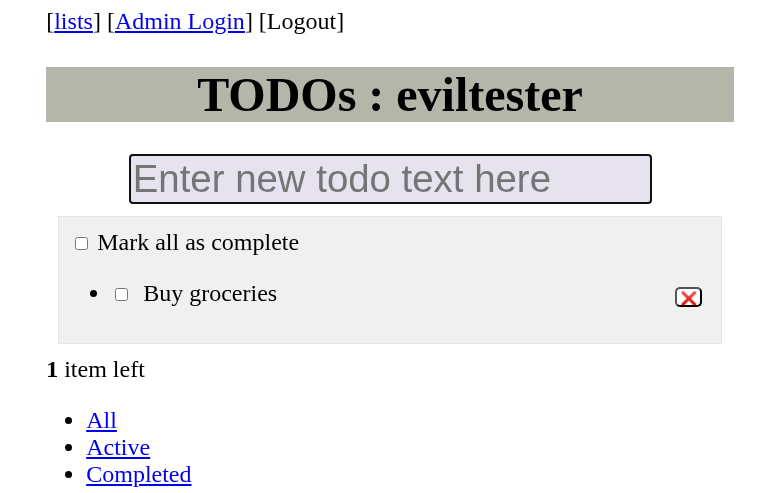 [lists] [Admin Login] [Logout]
TODOs : eviltester
Enter new todo text here
Mark all as complete
Buy groceries
1 item left
All
Active
Completed